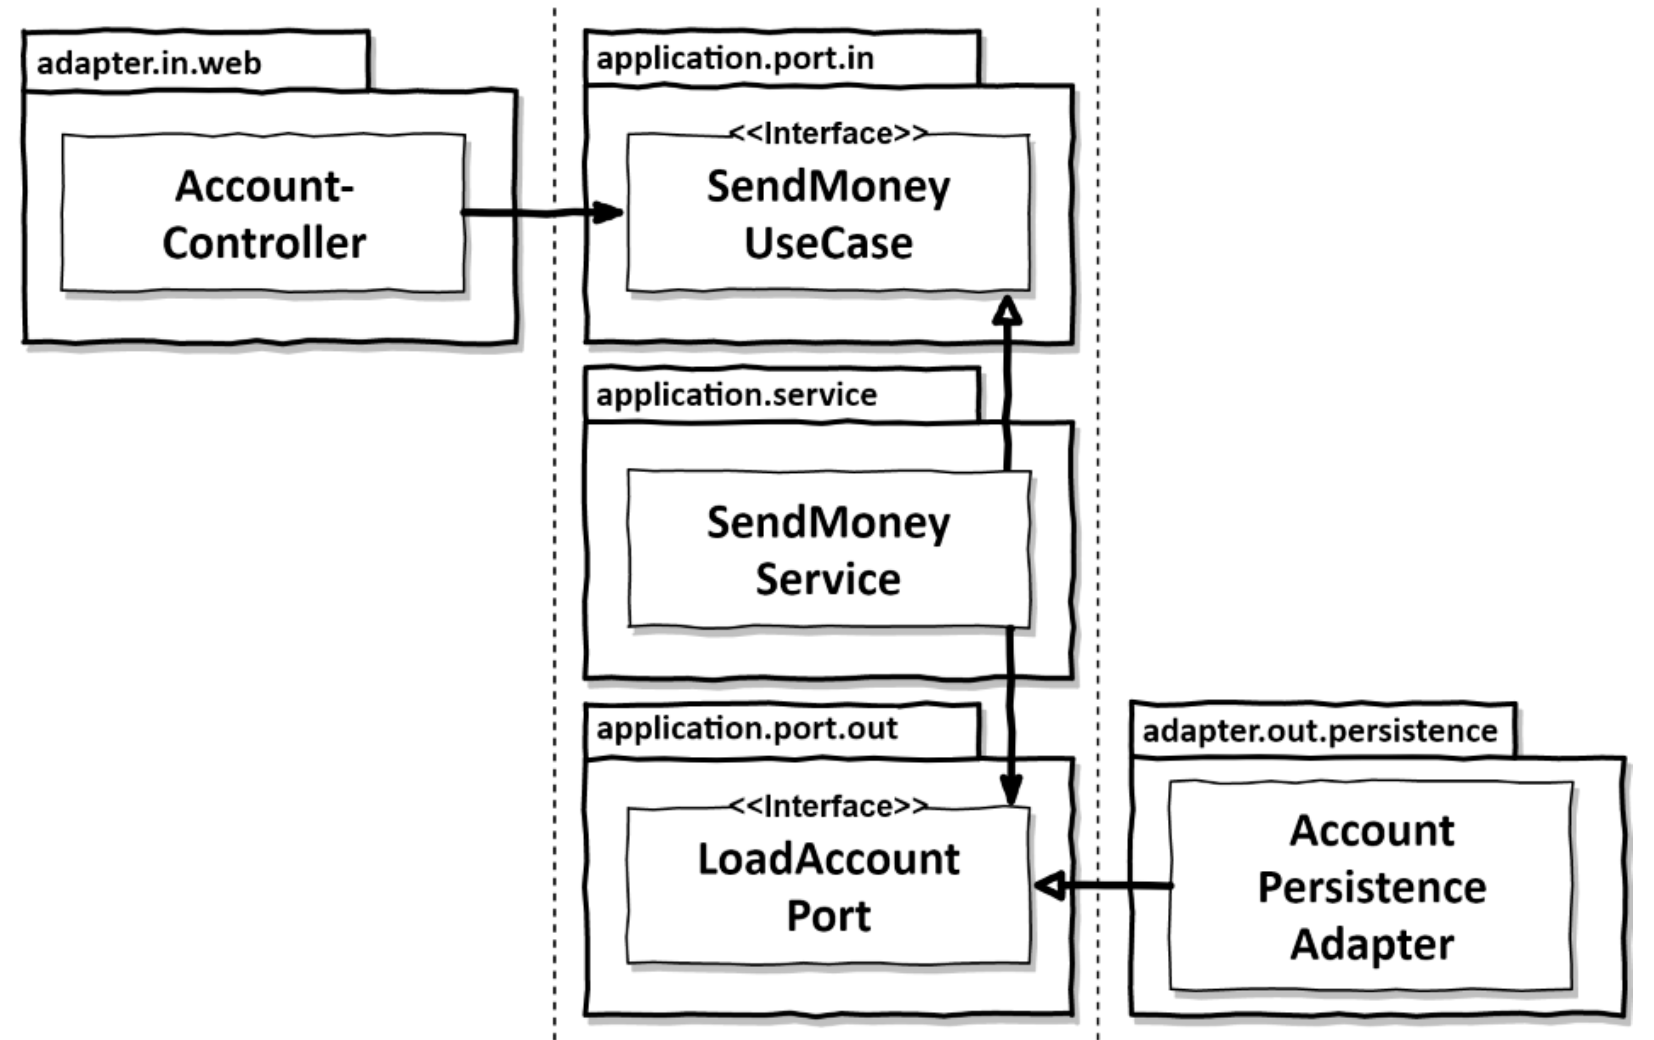 adapter.in.web
Account-
Controller
application.port.in
<<Interface>>
SendMoney
UseCase
application.service
SendMoney
Service
application.port.out
<<Interface>>
LoadAccount
Port
adapter.out.persistence
Account
Persistence
Adapter